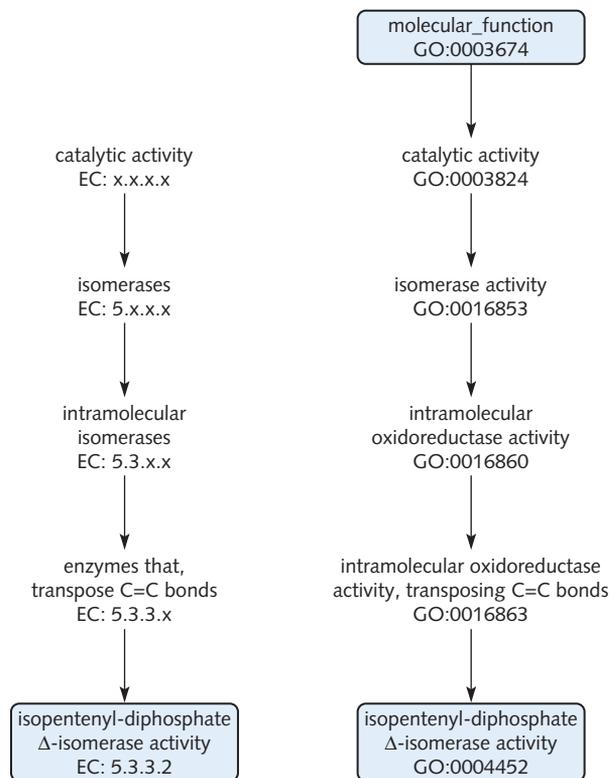 molecular_function
GO:0003674
catalytic activity
EC: x.x.x.x
catalytic activity
GO:0003824
isomerases
EC: 5.x.x.x
isomerase activity
GO:0016853
intramolecular
isomerases
EC: 5.3.x.x
intramolecular
oxidoreductase activity
GO:0016860
enzymes that,
transpose C=C bonds
EC: 5.3.3.x
intramolecular oxidoreductase
activity, transposing C=C bonds
GO:0016863
isopentenyl-diphosphate
Δ-isomerase activity
EC: 5.3.3.2
isopentenyl-diphosphate
Δ-isomerase activity
GO:0004452